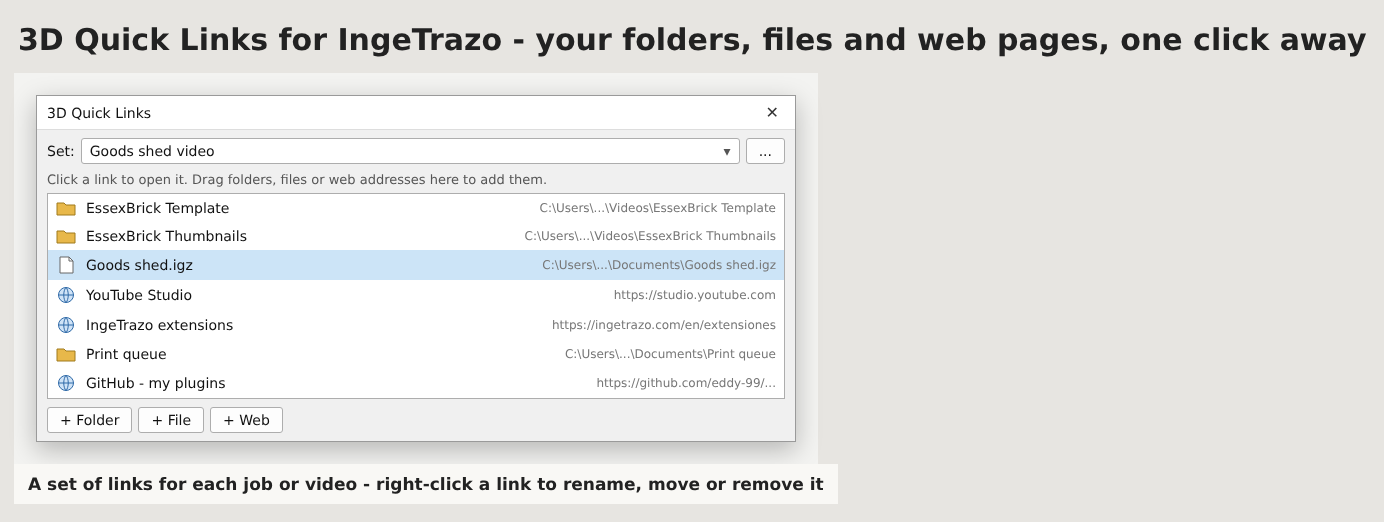 3D Quick Links for IngeTrazo - your folders, files and web pages, one click away
3D Quick Links ✕
Set: Goods shed video ▾ ...
Click a link to open it. Drag folders, files or web addresses here to add them.
EssexBrick Template C:\Users\...\Videos\EssexBrick Template
EssexBrick Thumbnails C:\Users\...\Videos\EssexBrick Thumbnails
Goods shed.igz C:\Users\...\Documents\Goods shed.igz
YouTube Studio https://studio.youtube.com
IngeTrazo extensions https://ingetrazo.com/en/extensiones
Print queue C:\Users\...\Documents\Print queue
GitHub - my plugins https://github.com/eddy-99/...
+ Folder + File + Web
A set of links for each job or video - right-click a link to rename, move or remove it